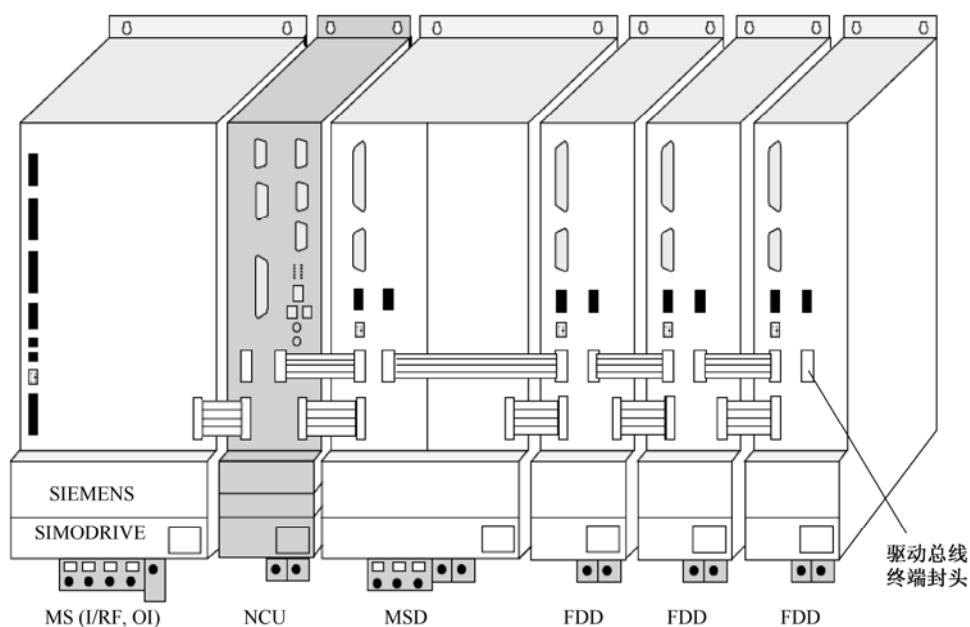 SIEMENS
SIMODRIVE
驱动总线
终端封头
MS (I/RF, OI)
NCU
MSD
FDD
FDD
FDD